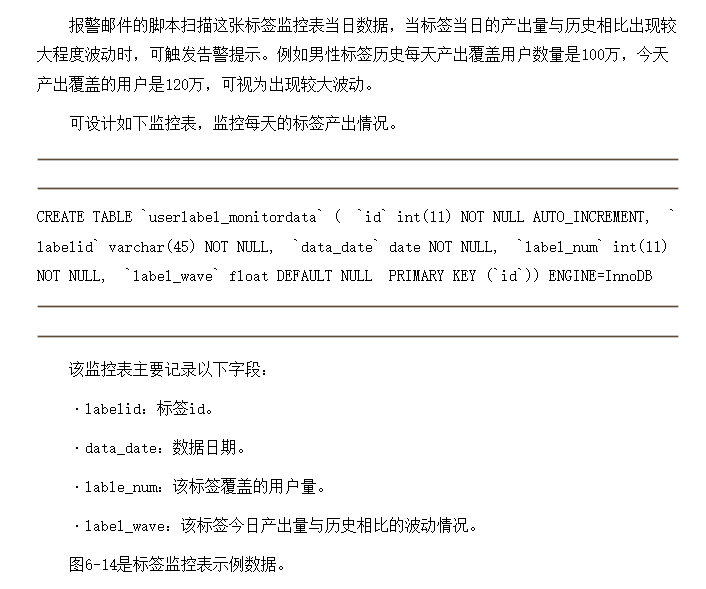 报警邮件的脚本扫描这张标签监控表当日数据，当标签当日的产出量与历史相比出现较
大程度波动时，可触发告警提示。例如男性标签历史每天产出覆盖用户数量是100万，今天
产出覆盖的用户是120万，可视为出现较大波动。
可设计如下监控表，监控每天的标签产出情况。
CREATE TABLE `userlabel_monitordata` ( `id` int(11) NOT NULL AUTO_INCREMENT, `
labelid` varchar(45) NOT NULL, `data_date` date NOT NULL, `label_num` int(11)
NOT NULL, `label_wave` float DEFAULT NULL PRIMARY KEY (`id`)) ENGINE=InnoDB
该监控表主要记录以下字段：
·labelid：标签id。
·data_date：数据日期。
·lable_num：该标签覆盖的用户量。
·label_wave：该标签今日产出量与历史相比的波动情况。
图6-14是标签监控表示例数据。